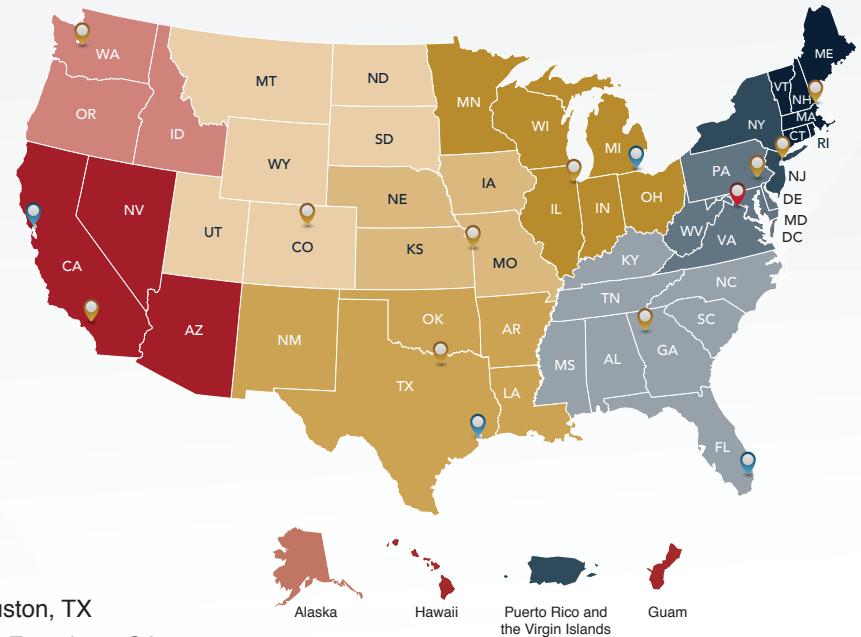 WA
ME
MT
ND
VT
MN
NH
OR
MA
ID
SD
WI
NY
CT
RI
MI
WY
PA
NJ
IA
NE
OH
DE
NV
IL
IN
MD
UT
CO
WV
VA
DC
KS
MO
KY
CA
NC
TN
OK
SC
AZ
NM
AR
MS
AL
GA
TX
LA
FL
Alaska
Hawaii
Puerto Rico and
the Virgin Islands
Guam
TX